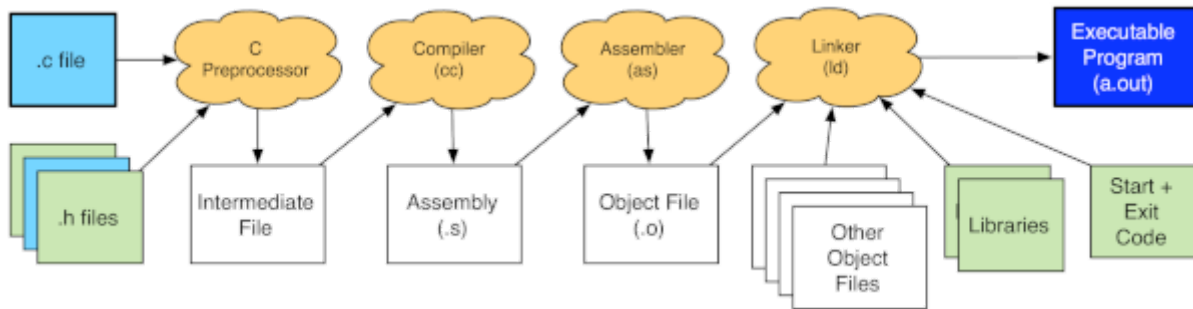 .c file
C
Preprocessor
Compiler
(cc)
Assembler
(as)
Linker
(ld)
Executable
Program
(a.out)
.h files
Intermediate
File
Assembly
(.s)
Object File
(.o)
Other
Object
Files
Libraries
Start +
Exit
Code